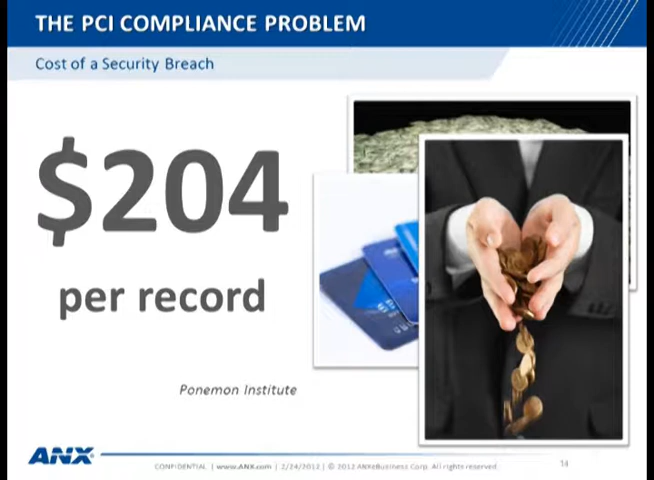 THE PCI COMPLIANCE PROBLEM
Cost of a Security Breach
$204
per record
Ponemon Institute
ANX
CONFIDENTIAL | www.ANX.com | 2/24/2012 | © 2012 ANXeBusiness Corp. All rights reserved.